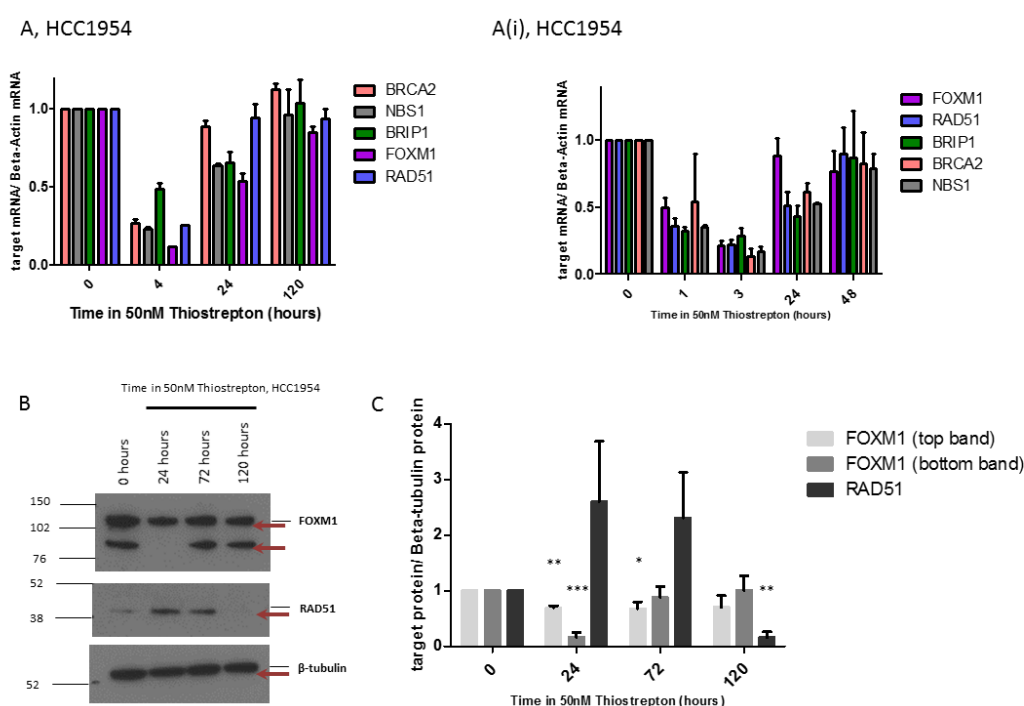 A, HCC1954
target mRNA/ Beta-Actin mRNA
1.0
0.5
0.0
0
4
24
120
Time in 50nM Thiostrepton (hours)
BRCA2
NBS1
BRIP1
FOXM1
RAD51
A(i), HCC1954
target mRNA/ Beta-Actin mRNA
1.0
0.5
0.0
0
1
3
24
48
Time in 50nM Thiostrepton (hours)
FOXM1
RAD51
BRIP1
BRCA2
NBS1
B
Time in 50nM Thiostrepton, HCC1954
0 hours
24 hours
72 hours
120 hours
150
102
76
FOXM1
52
38
RAD51
52
β-tubulin
C
target protein/ Beta-tubulin protein
4
3
2
1
0
**
***
*
**
0
24
72
120
Time in 50nM Thiostrepton (hours)
FOXM1 (top band)
FOXM1 (bottom band)
RAD51